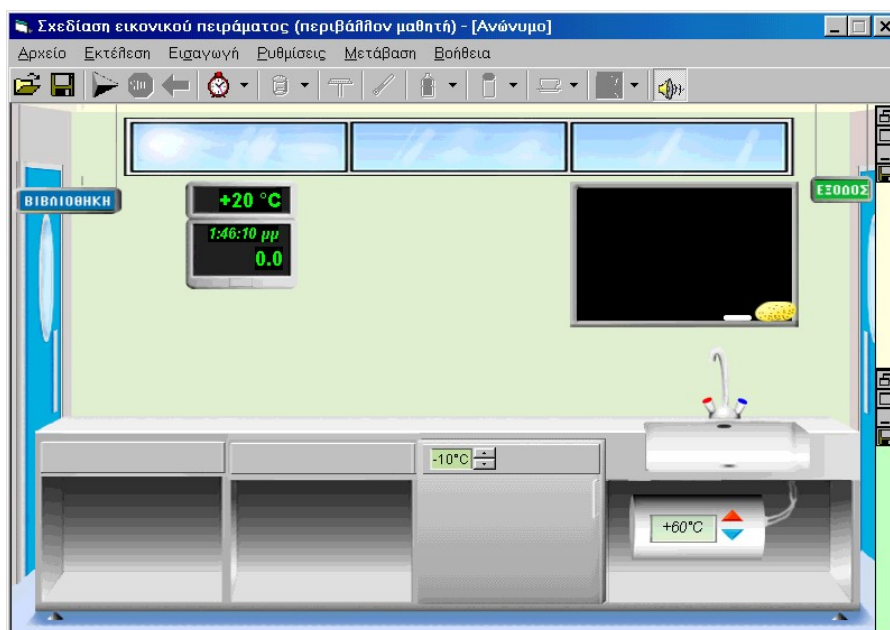 Σχεδίαση εικονικού πειράματος (περιβάλλον μαθητή) - [Ανώνυμο]
Αρχείο Εκτέλεση Εισαγωγή Ρυθμίσεις Μετάβαση Βοήθεια
ΒΙΒΛΙΟΘΗΚΗ
ΕΞΟΔΟΣ
+20 °C
1:46:10 μμ
0.0
-10°C
+60°C